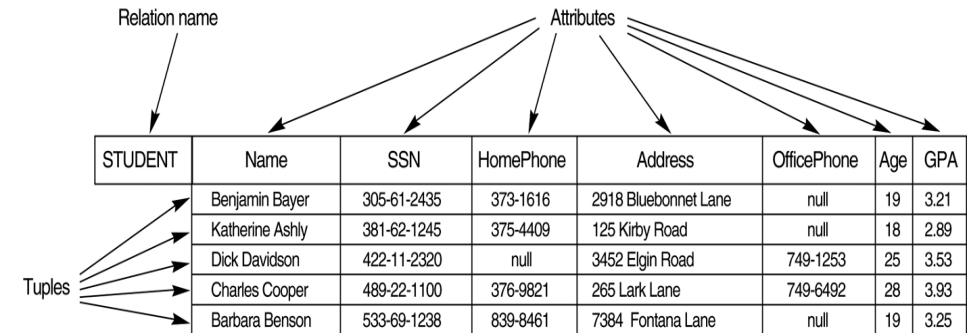 Relation name Attributes
STUDENT Name SSN HomePhone Address OfficePhone Age GPA
Benjamin Bayer 305-61-2435 373-1616 2918 Bluebonnet Lane null 19 3.21
Katherine Ashly 381-62-1245 375-4409 125 Kirby Road null 18 2.89
Dick Davidson 422-11-2320 null 3452 Elgin Road 749-1253 25 3.53
Tuples Charles Cooper 489-22-1100 376-9821 265 Lark Lane 749-6492 28 3.93
Barbara Benson 533-69-1238 839-8461 7384 Fontana Lane null 19 3.25